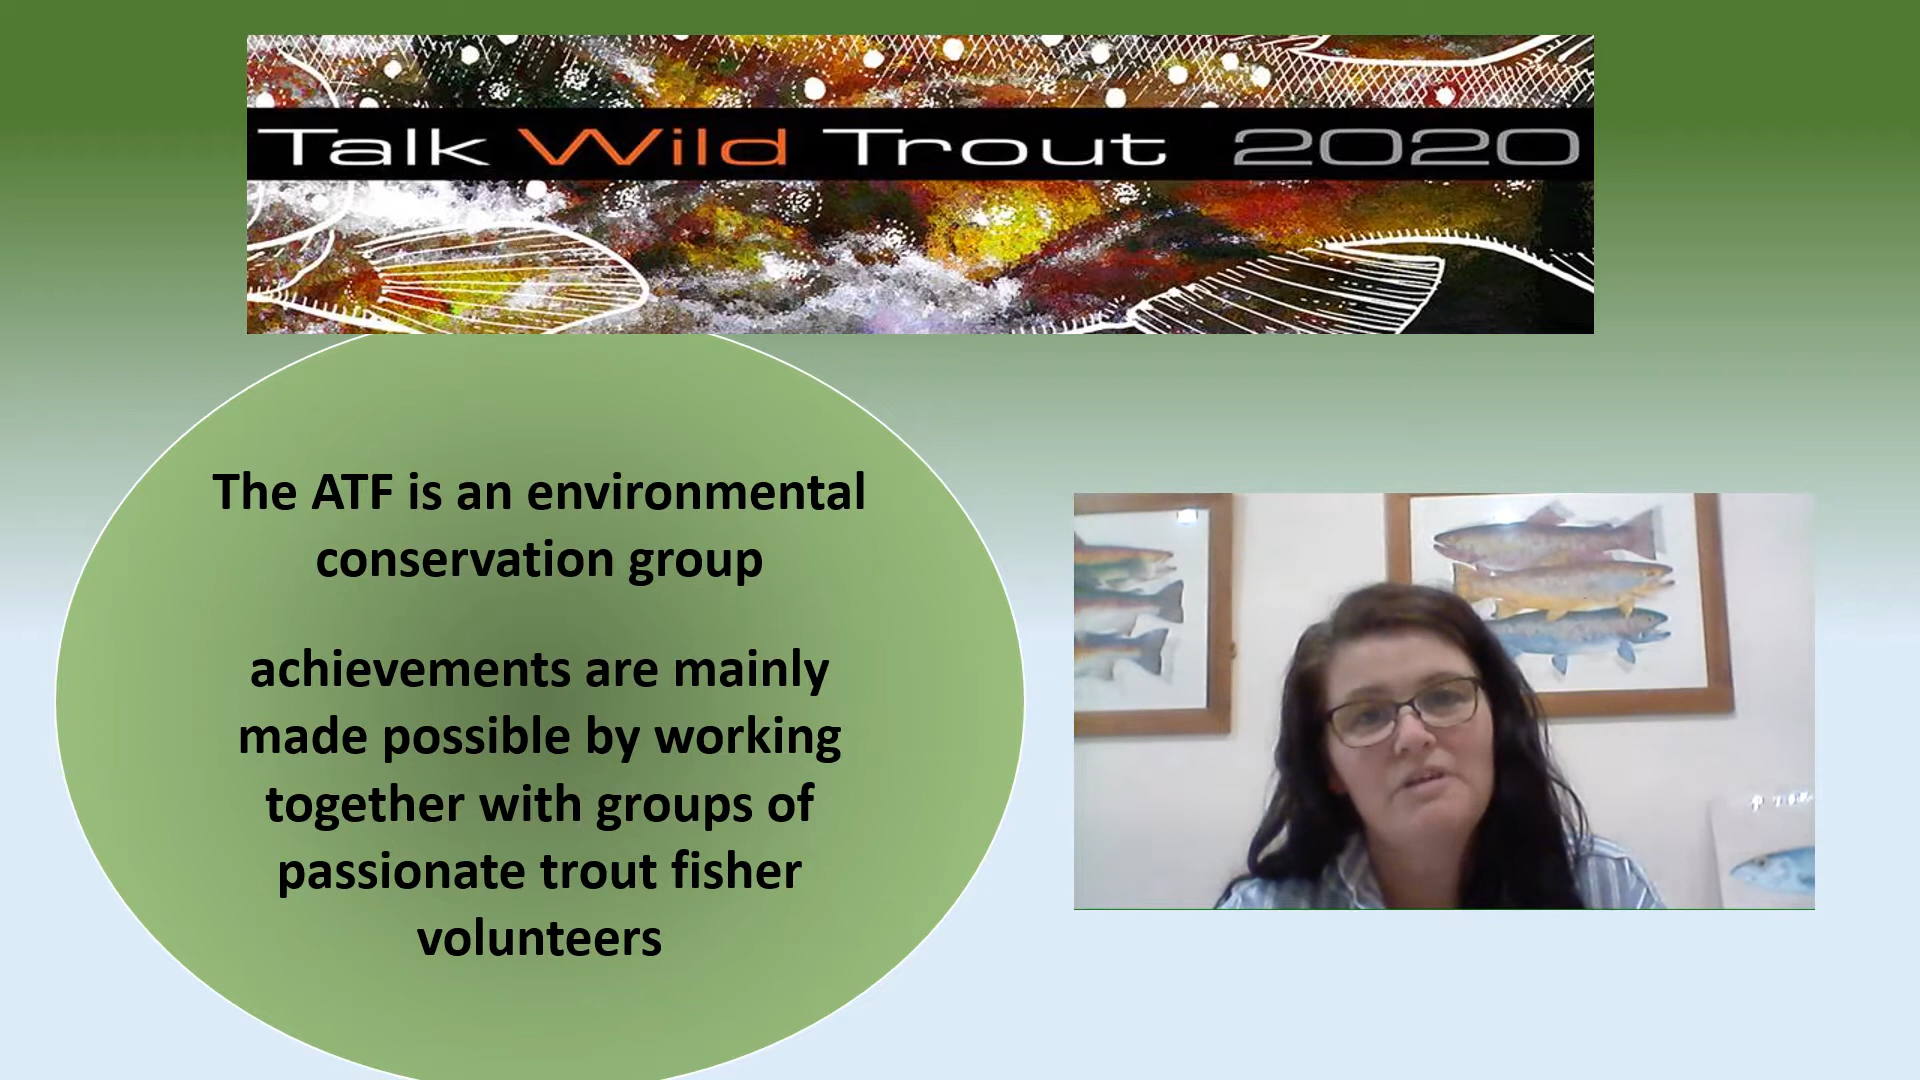 Talk Wild Trout 2020
The ATF is an environmental
conservation group
achievements are mainly
made possible by working
together with groups of
passionate trout fisher
volunteers